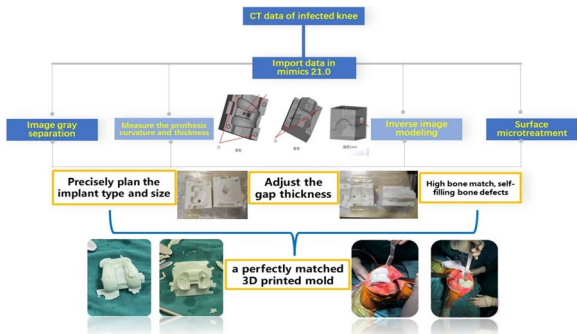 CT data of infected knee
Import data in
mimics 21.0
Image gray
separation
Measure the prothesis
curvature and thickness
Inverse image
modeling
Surface
microtreatment
Precisely plan the
implant type and size
Adjust the
gap thickness
High bone match, self-
filling bone defects
a perfectly matched
3D printed mold